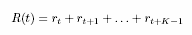 R(t) = r_t + r_{t+1} + ... + r_{t+K−1}